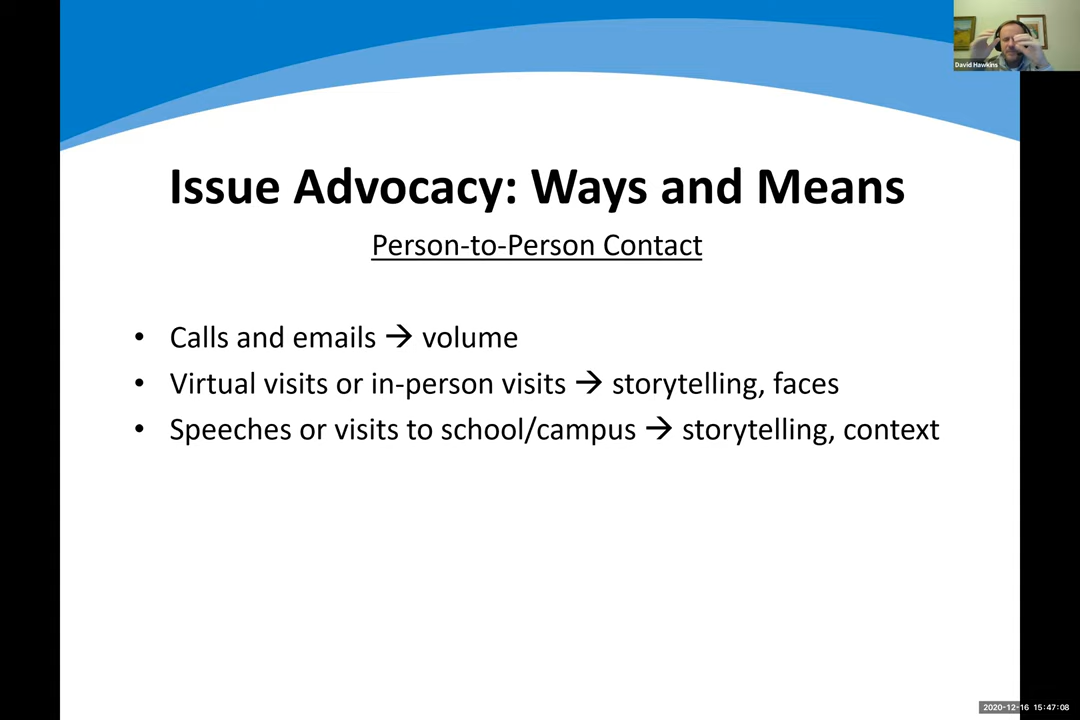 David Hawkins
Issue Advocacy: Ways and Means
Person-to-Person Contact
• Calls and emails → volume
• Virtual visits or in-person visits → storytelling, faces
• Speeches or visits to school/campus → storytelling, context
2020-12-16 15:47:08